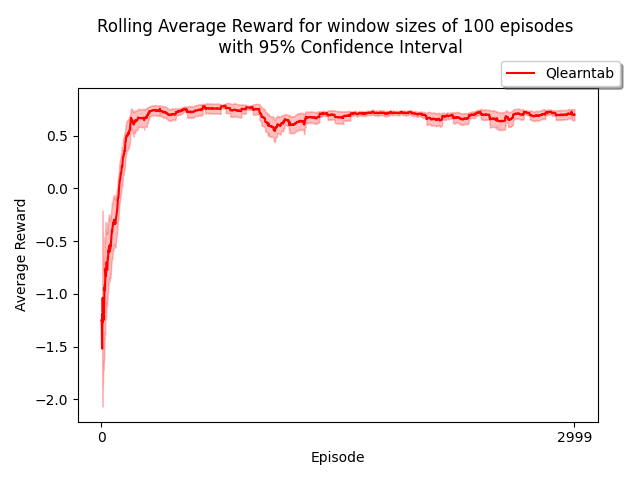 Rolling Average Reward for window sizes of 100 episodes
with 95% Confidence Interval
Qlearntab
Average Reward
0.5
0.0
−0.5
−1.0
−1.5
−2.0
0
2999
Episode